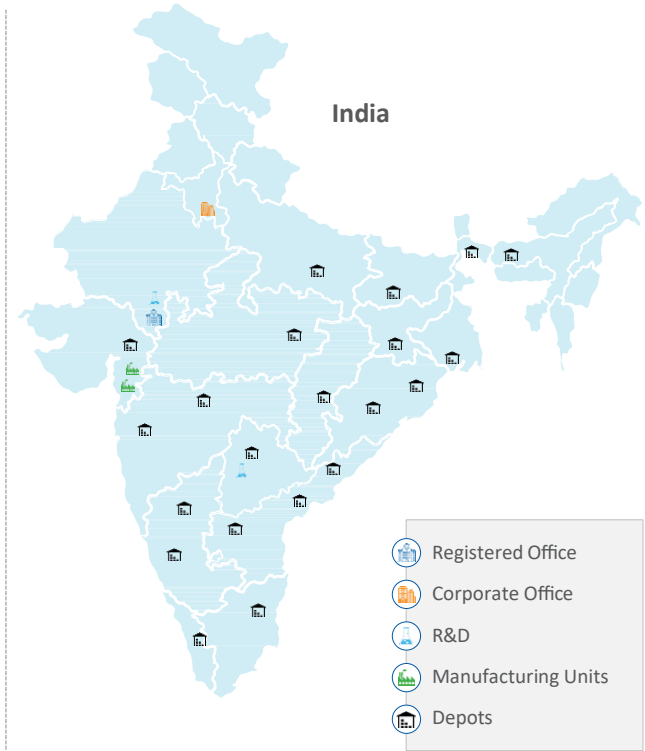 India
Registered Office
Corporate Office
R&D
Manufacturing Units
Depots